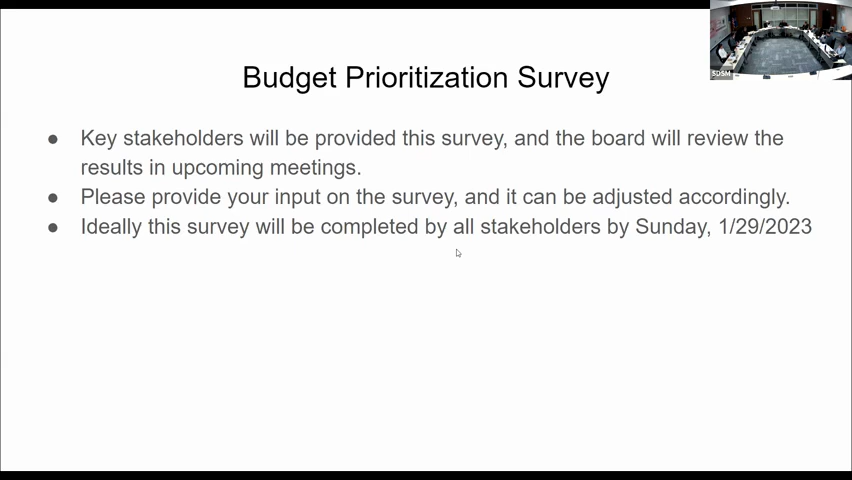 Budget Prioritization Survey
● Key stakeholders will be provided this survey, and the board will review the
results in upcoming meetings.
● Please provide your input on the survey, and it can be adjusted accordingly.
● Ideally this survey will be completed by all stakeholders by Sunday, 1/29/2023
SDSM